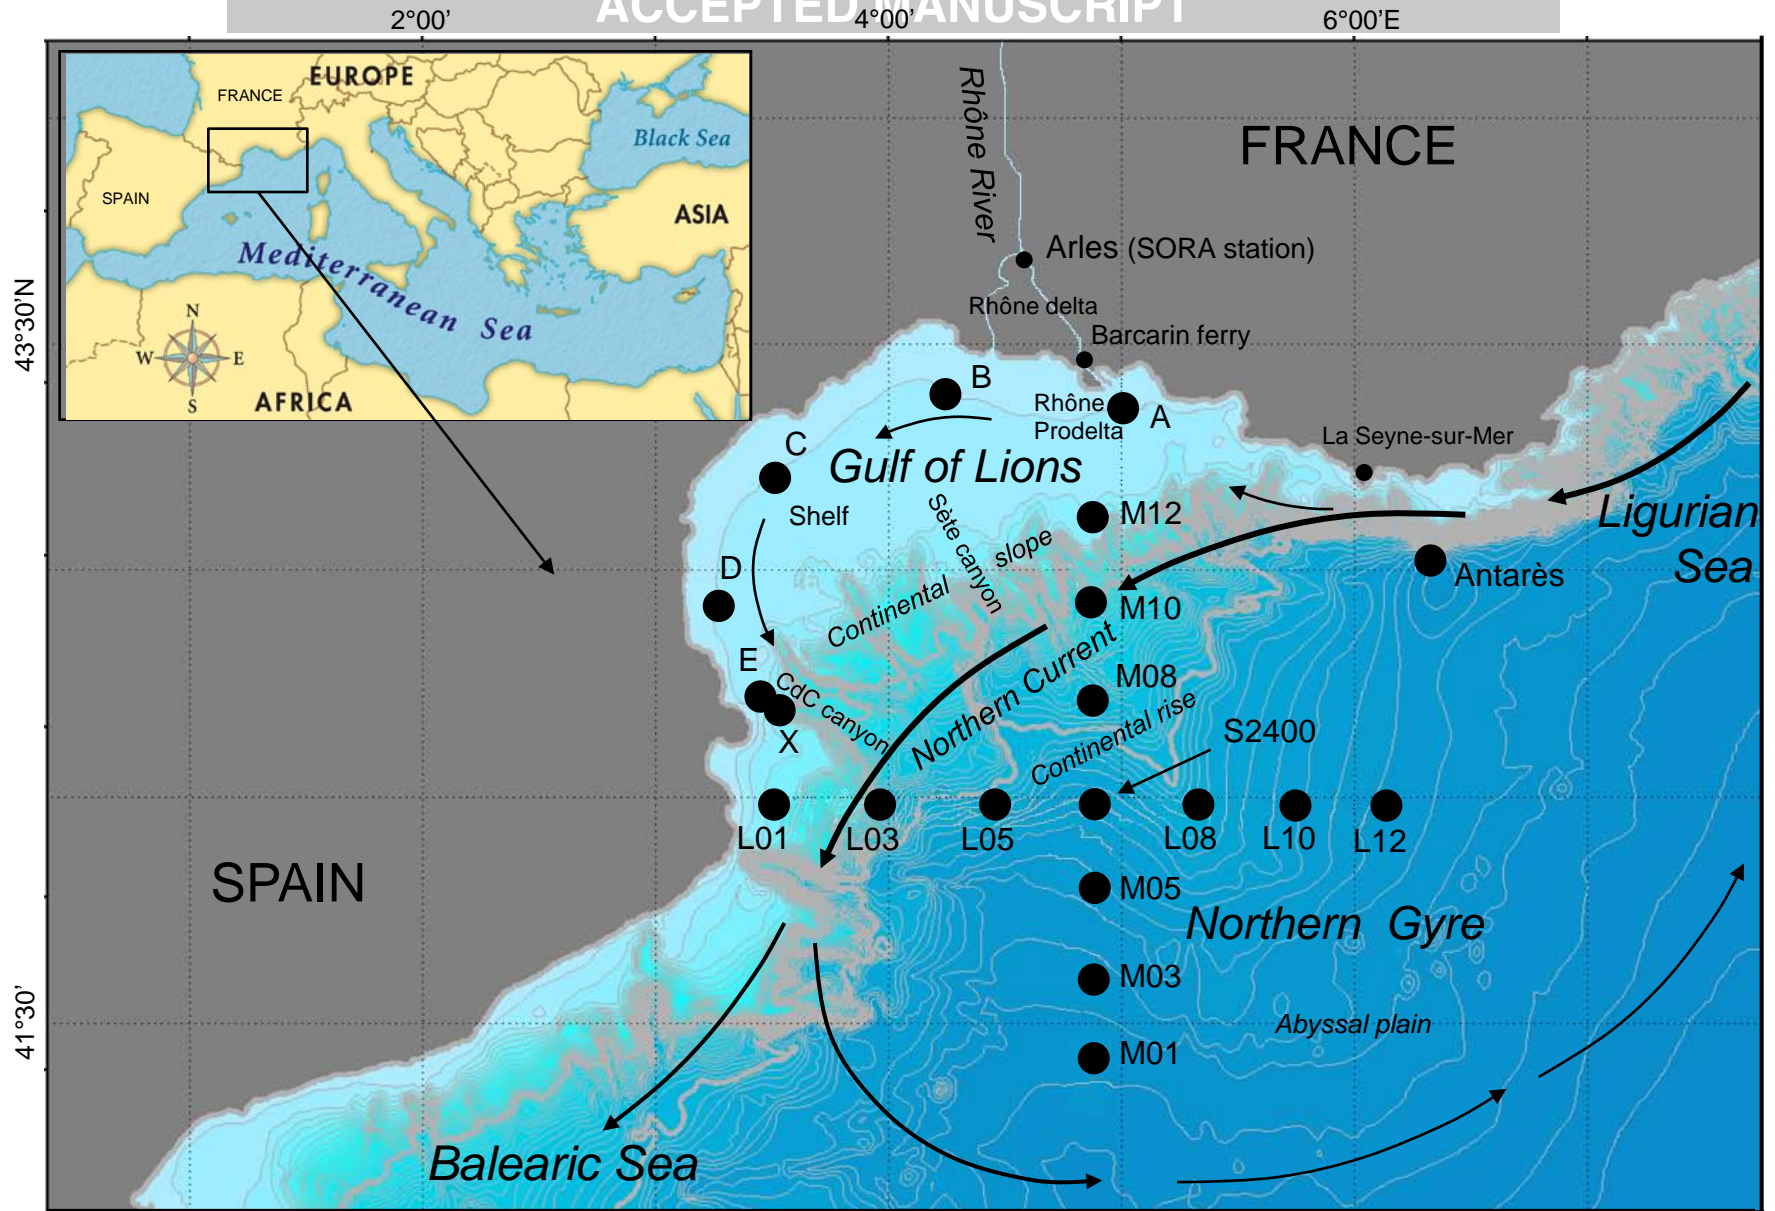 ACCEPTED MANUSCRIPT
2°00'
4°00'
6°00'E
43°30'N
41°30'
EUROPE
FRANCE
Black Sea
SPAIN
ASIA
Mediterranean Sea
N
W
E
S
AFRICA
Rhône River
FRANCE
Arles (SORA station)
Rhône delta
Barcarin ferry
B
Rhône
Prodelta
A
La Seyne-sur-Mer
C
Gulf of Lions
Shelf
Sète canyon
M12
Ligurian
Sea
Continental slope
D
Antarès
M10
E
CdC canyon
X
Northern Current
M08
Continental rise
S2400
L01
L03
L05
L08
L10
L12
SPAIN
M05
Northern Gyre
M03
Abyssal plain
M01
Balearic Sea